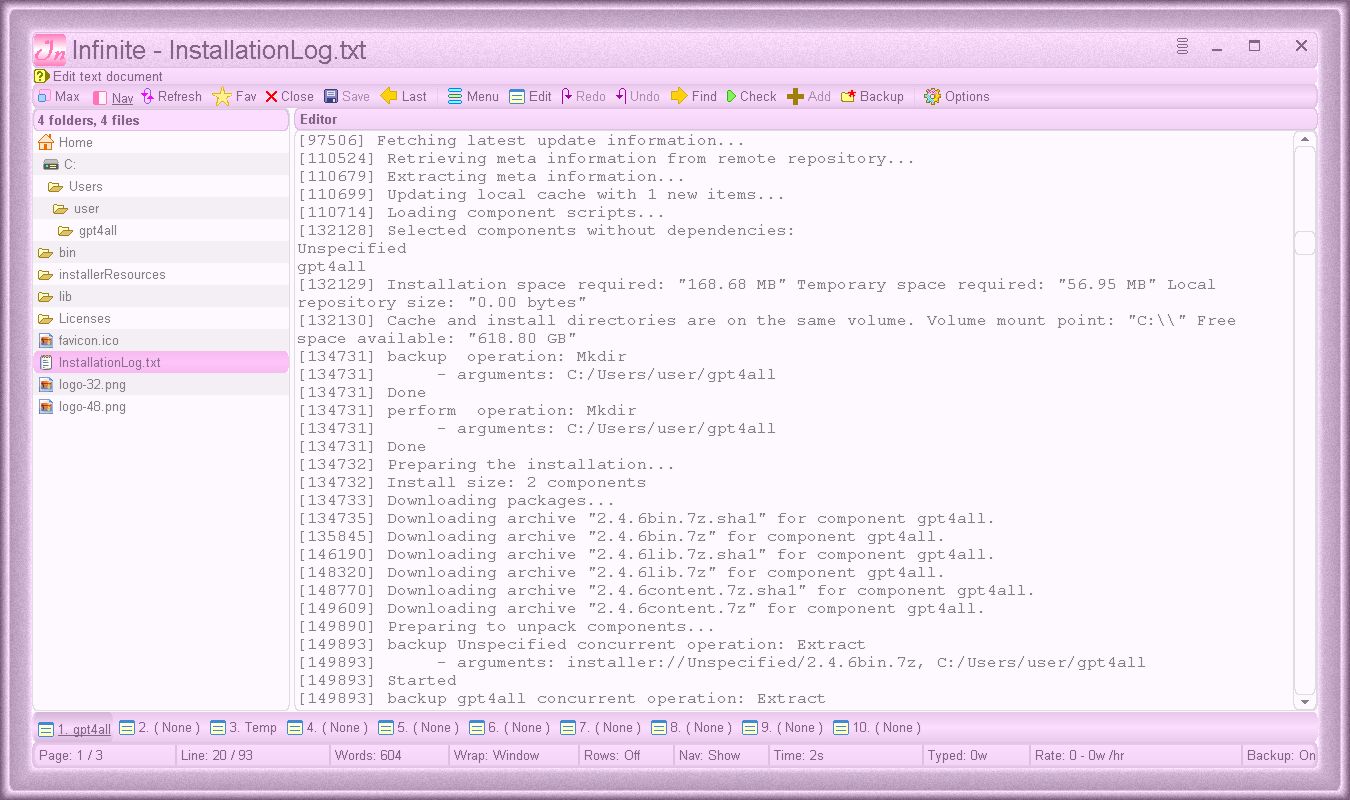 In Infinite - InstallationLog.txt
Edit text document
Max Nav Refresh Fav Close Save Last Menu Edit Redo Undo Find Check Add Backup Options
4 folders, 4 files
Editor
Home
C:
Users
user
gpt4all
bin
installerResources
lib
Licenses
favicon.ico
InstallationLog.txt
logo-32.png
logo-48.png
[97506] Fetching latest update information...
[110524] Retrieving meta information from remote repository...
[110679] Extracting meta information...
[110699] Updating local cache with 1 new items...
[110714] Loading component scripts...
[132128] Selected components without dependencies:
Unspecified
gpt4all
[132129] Installation space required: "168.68 MB" Temporary space required: "56.95 MB" Local
repository size: "0.00 bytes"
[132130] Cache and install directories are on the same volume. Volume mount point: "C:\\" Free
space available: "618.80 GB"
[134731] backup  operation: Mkdir
[134731]      - arguments: C:/Users/user/gpt4all
[134731] Done
[134731] perform  operation: Mkdir
[134731]      - arguments: C:/Users/user/gpt4all
[134731] Done
[134732] Preparing the installation...
[134732] Install size: 2 components
[134733] Downloading packages...
[134735] Downloading archive "2.4.6bin.7z.sha1" for component gpt4all.
[135845] Downloading archive "2.4.6bin.7z" for component gpt4all.
[146190] Downloading archive "2.4.6lib.7z.sha1" for component gpt4all.
[148320] Downloading archive "2.4.6lib.7z" for component gpt4all.
[148770] Downloading archive "2.4.6content.7z.sha1" for component gpt4all.
[149609] Downloading archive "2.4.6content.7z" for component gpt4all.
[149890] Preparing to unpack components...
[149893] backup Unspecified concurrent operation: Extract
[149893]      - arguments: installer://Unspecified/2.4.6bin.7z, C:/Users/user/gpt4all
[149893] Started
[149893] backup gpt4all concurrent operation: Extract
1. gpt4all 2. ( None ) 3. Temp 4. ( None ) 5. ( None ) 6. ( None ) 7. ( None ) 8. ( None ) 9. ( None ) 10. ( None )
Page: 1 / 3 Line: 20 / 93 Words: 604 Wrap: Window Rows: Off Nav: Show Time: 2s Typed: 0w Rate: 0 - 0w /hr Backup: On